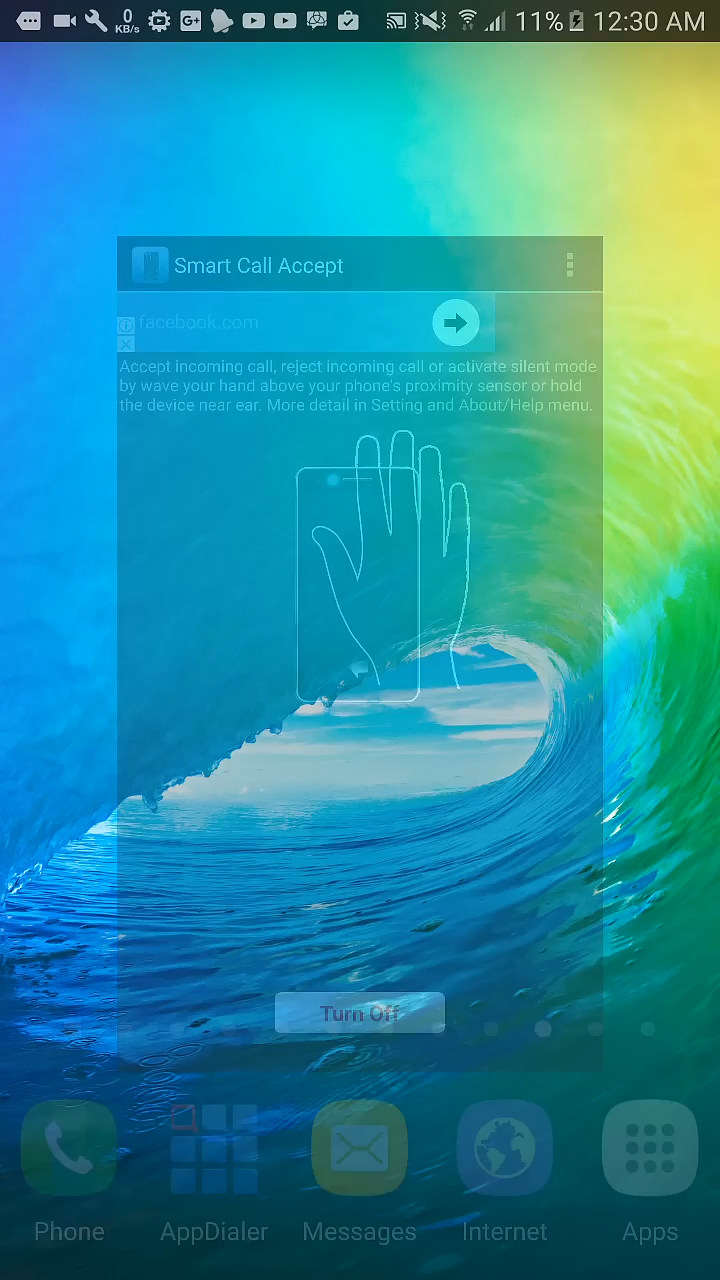 0 KB/s G+ 11% 12:30 AM
Smart Call Accept
facebook.com
Accept incoming call, reject incoming call or activate silent mode
by wave your hand above your phone's proximity sensor or hold
the device near ear. More detail in Setting and About/Help menu.
Turn Off
Phone AppDialer Messages Internet Apps